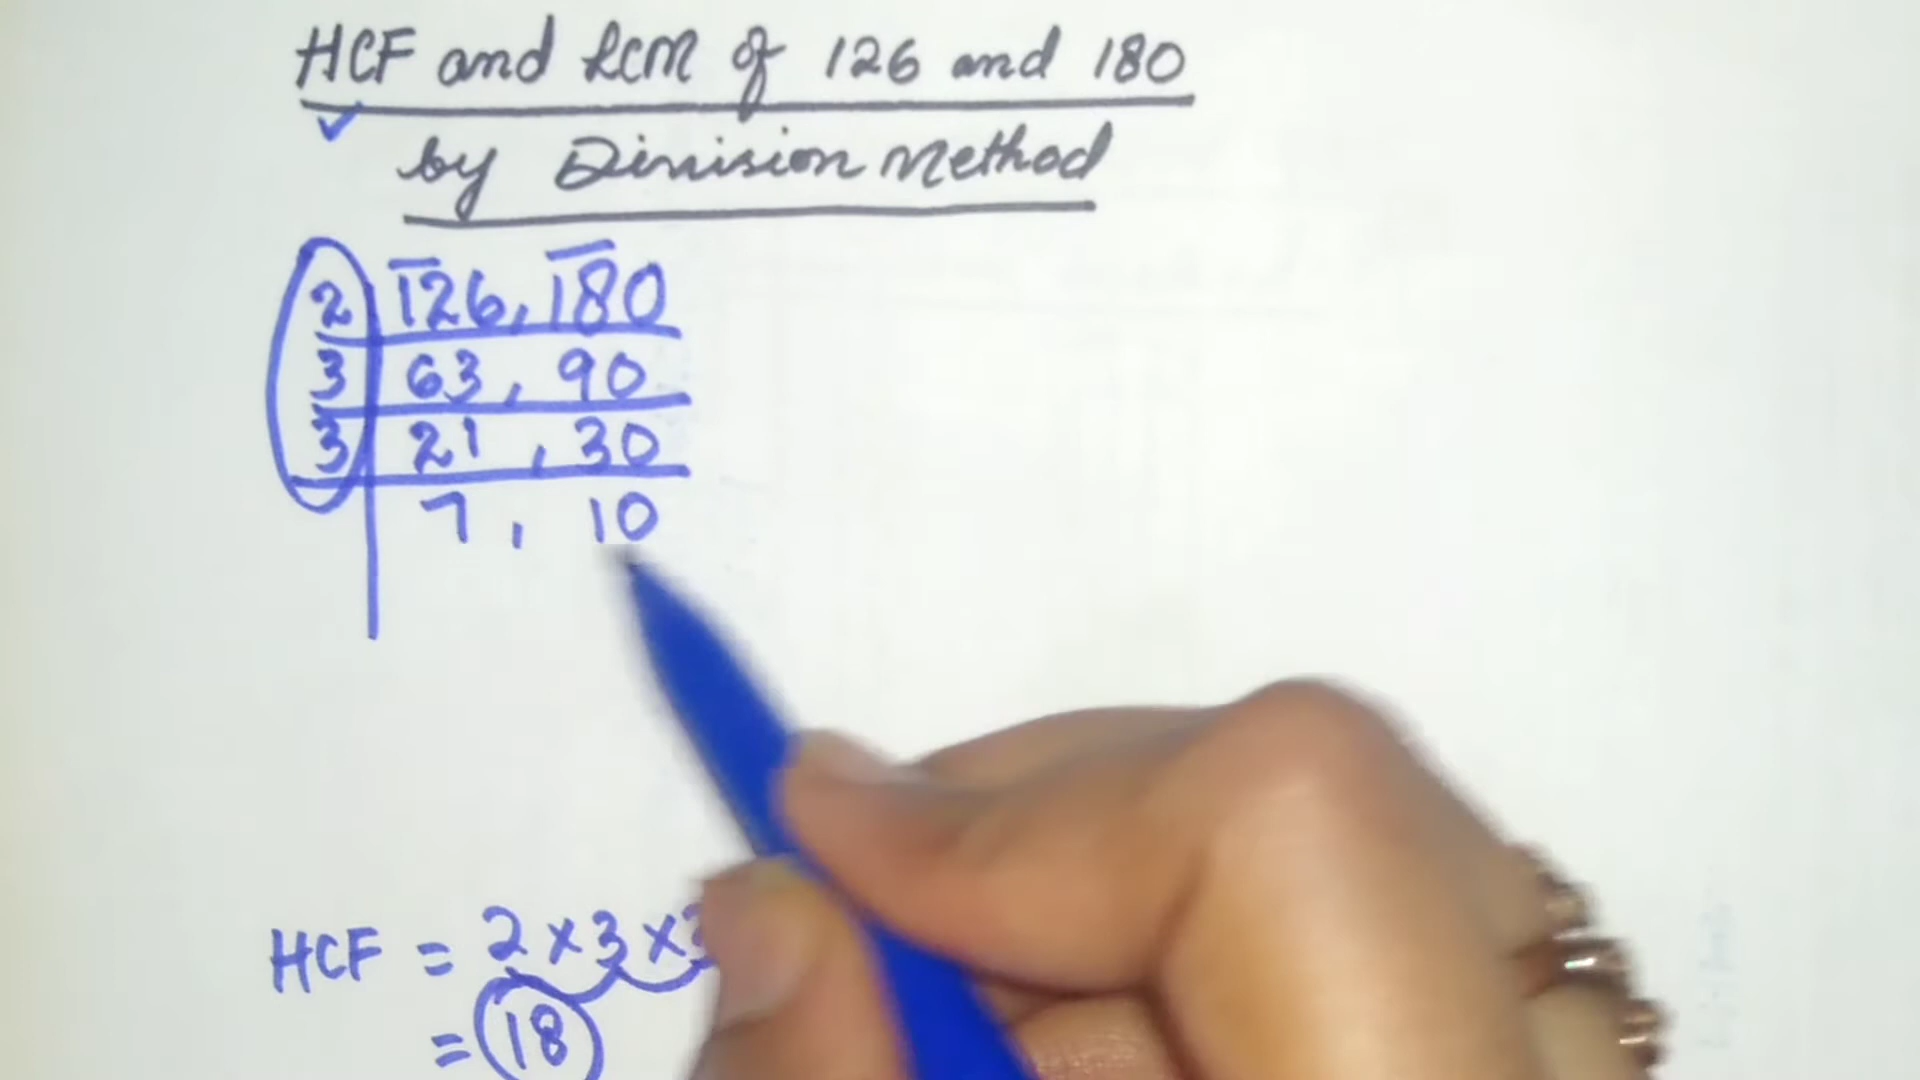 HCF and LCM of 126 and 180
by Division Method
2 126, 180
3 63, 90
3 21, 30
7, 10
HCF = 2 × 3 × 3
= 18